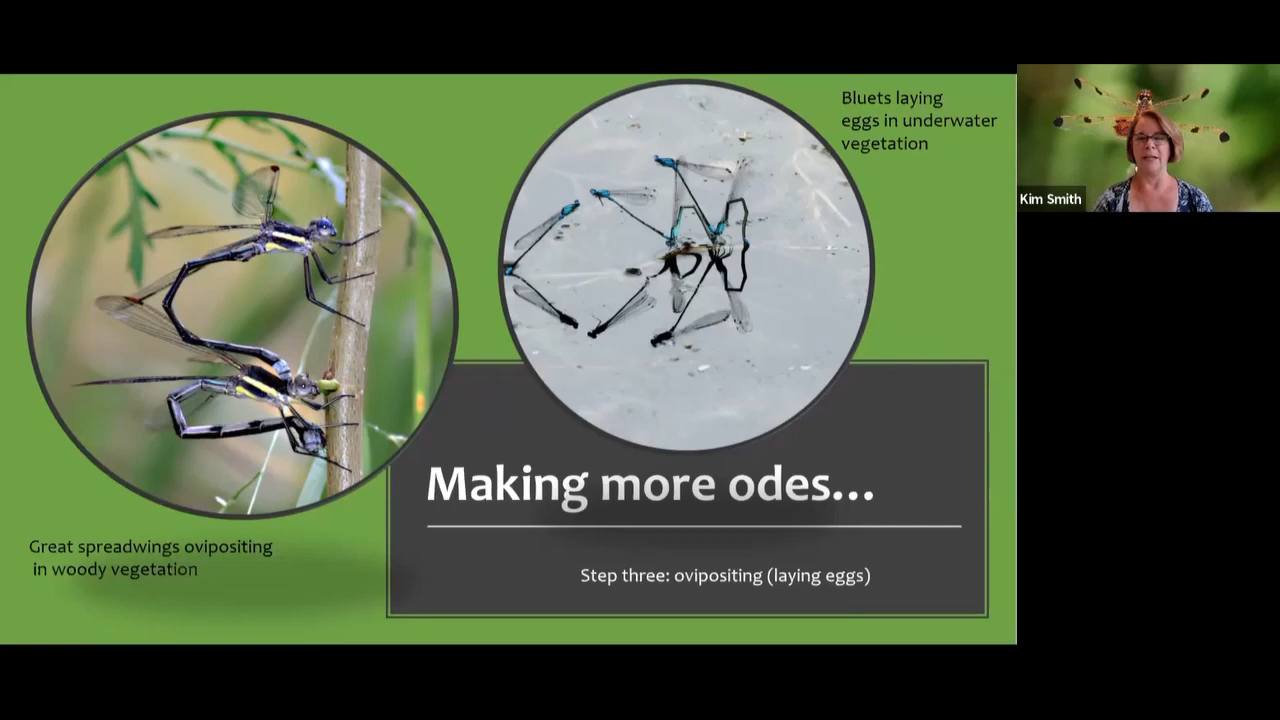 Bluets laying
eggs in underwater
vegetation
Kim Smith
Making more odes...
Great spreadwings ovipositing
in woody vegetation
Step three: ovipositing (laying eggs)